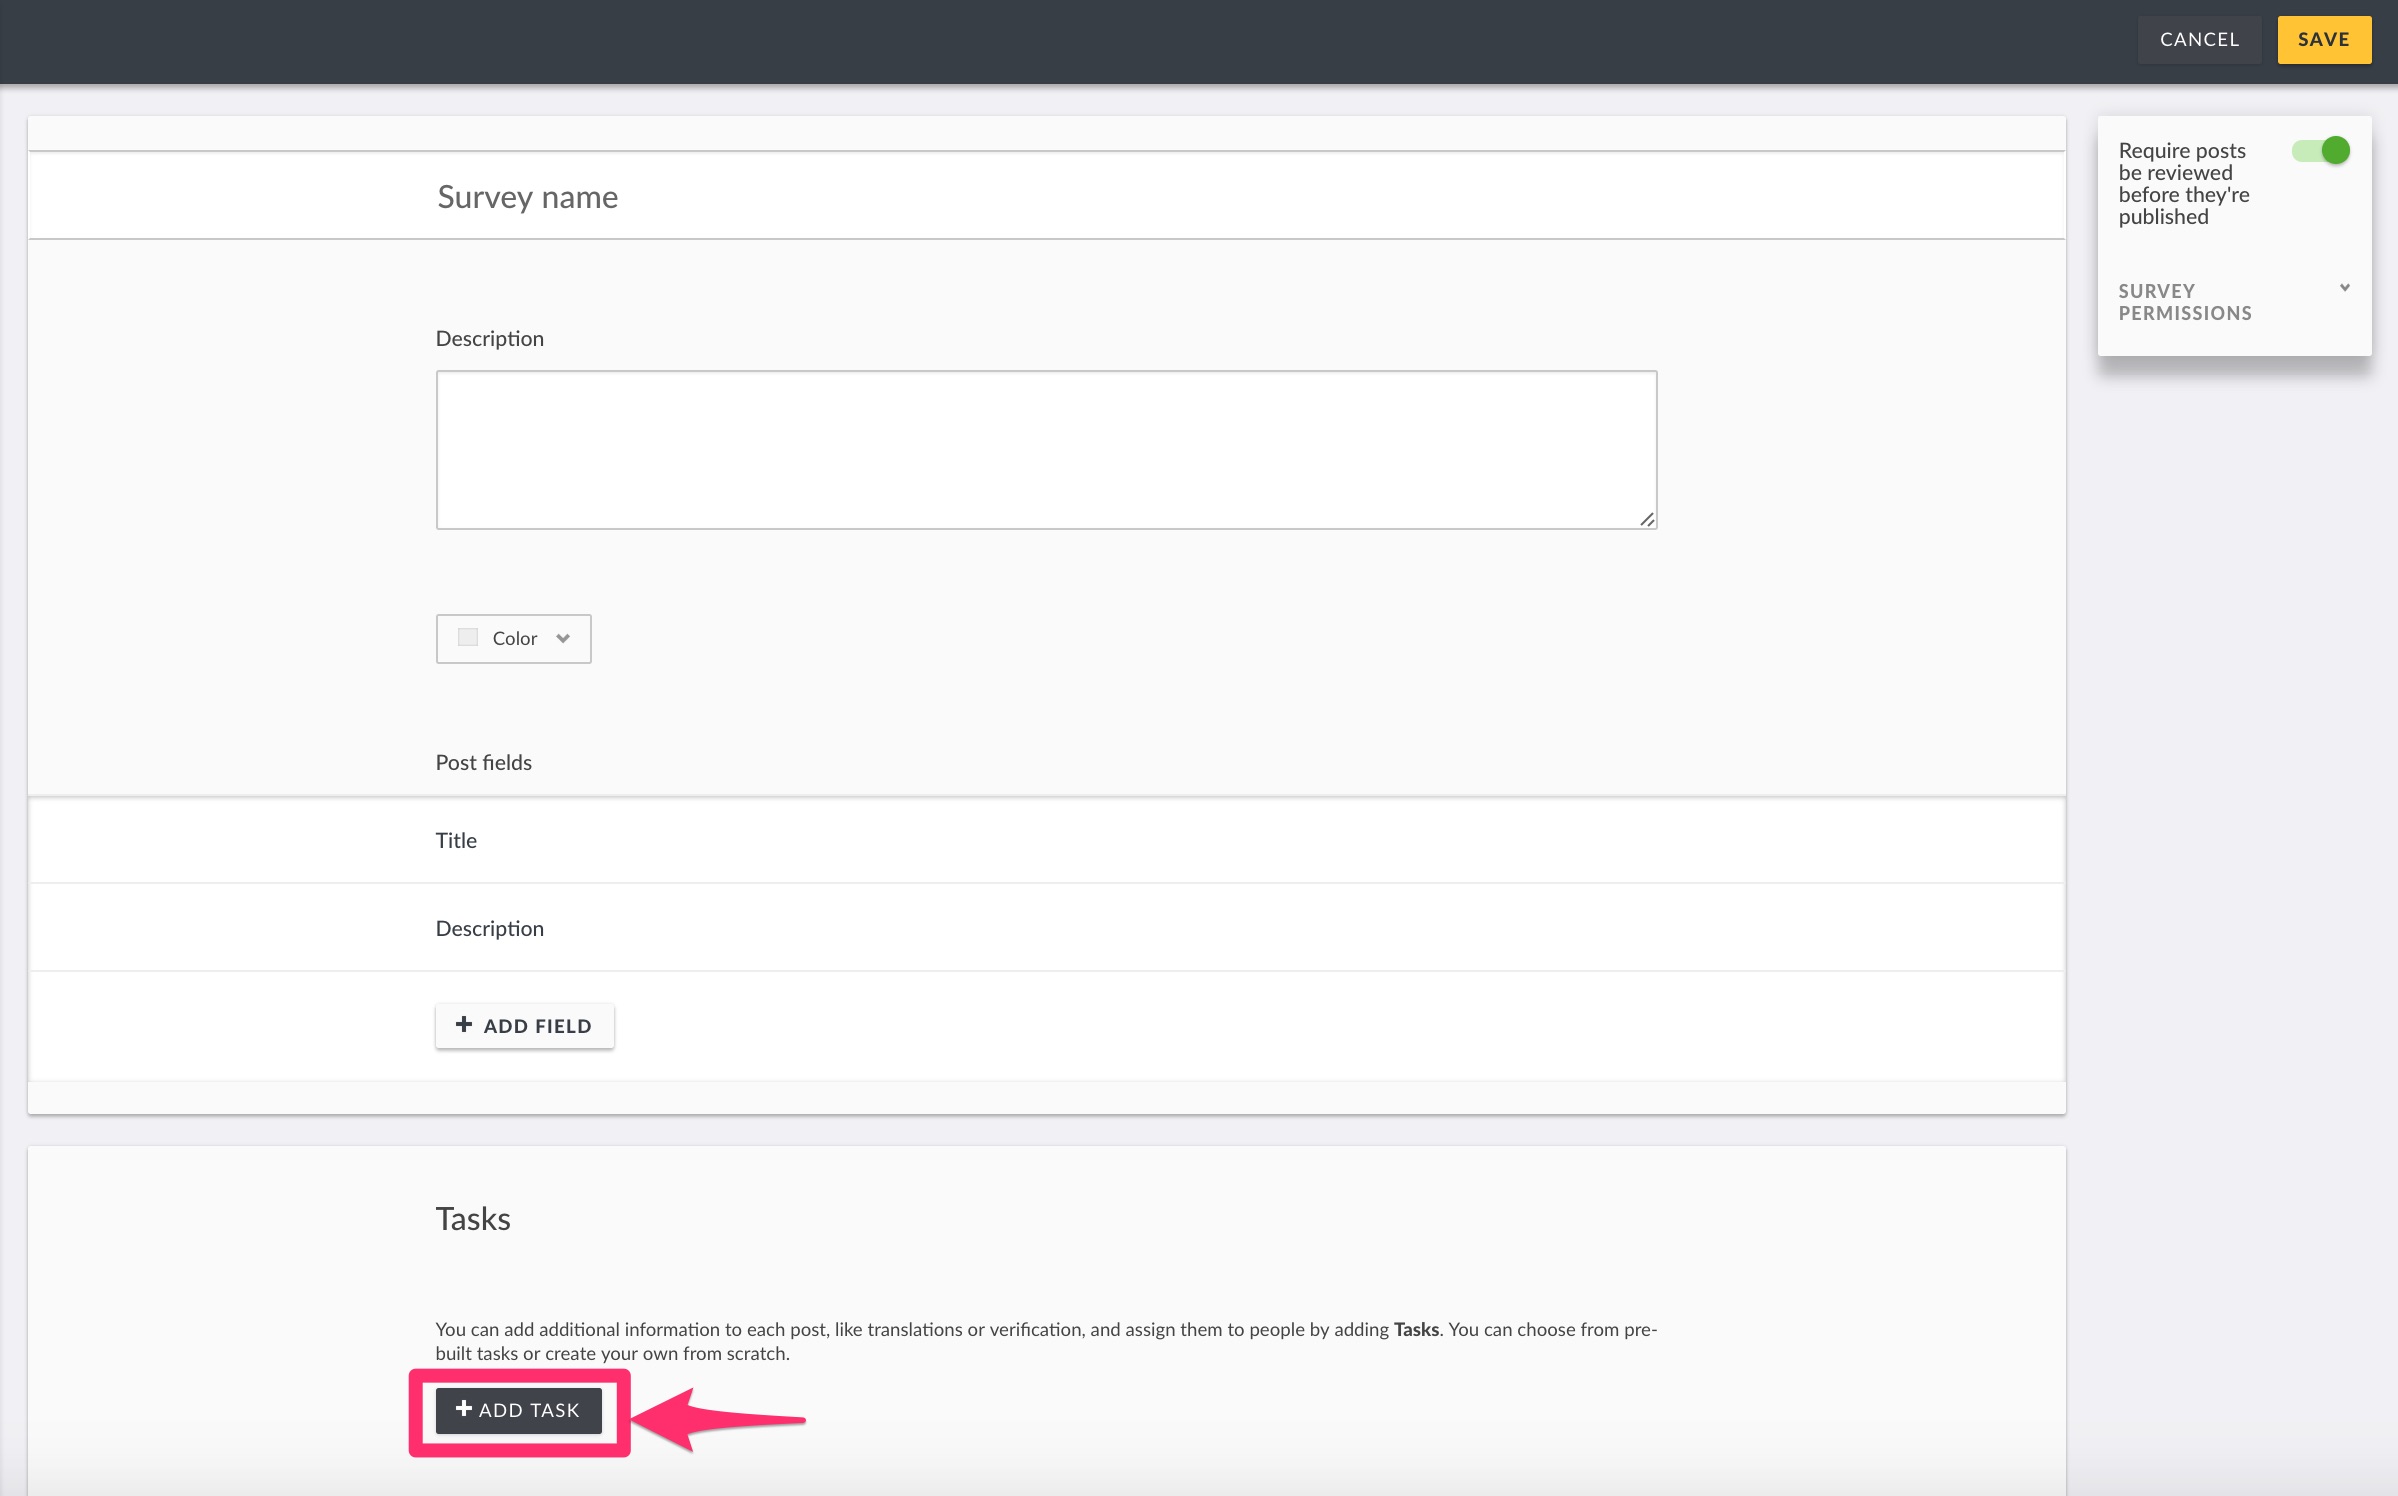 CANCEL
SAVE
Survey name
Require posts
be reviewed
before they're
published
SURVEY
PERMISSIONS
Description
Color
Post fields
Title
Description
+ ADD FIELD
Tasks
You can add additional information to each post, like translations or verification, and assign them to people by adding Tasks. You can choose from pre-
built tasks or create your own from scratch.
+ ADD TASK